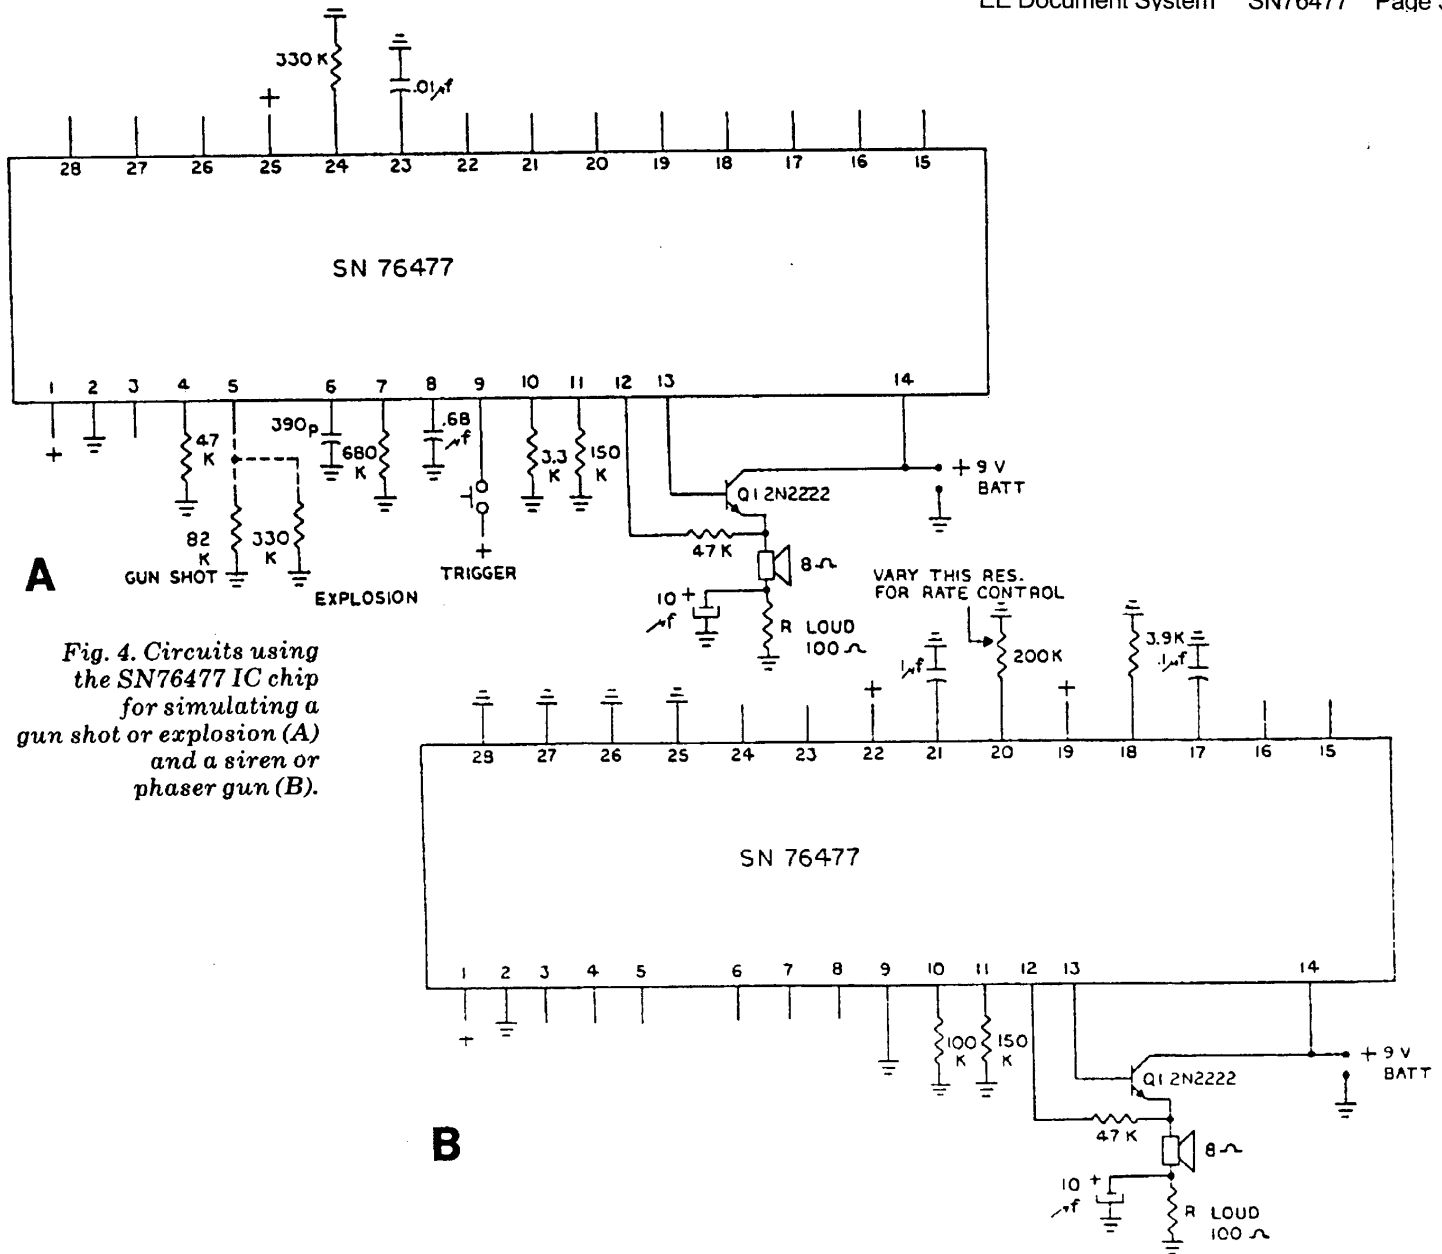 EE Document System SN76477 Page
330 K
.01μf
+
28 27 26 25 24 23 22 21 20 19 18 17 16 15
SN 76477
1 2 3 4 5 6 7 8 9 10 11 12 13 14
+
47 K
82 K
GUN SHOT
330 K
EXPLOSION
390p
680 K
.68 μf
+
TRIGGER
3.3 K
150 K
Q1 2N2222
+ 9 V
BATT
47 K
8Ω
10 +
μf
R LOUD
100Ω
A
Fig. 4. Circuits using
the SN76477 IC chip
for simulating a
gun shot or explosion (A)
and a siren or
phaser gun (B).
VARY THIS RES.
FOR RATE CONTROL
+
1μf
200K
+
3.9K
.1μf
28 27 26 25 24 23 22 21 20 19 18 17 16 15
SN 76477
1 2 3 4 5 6 7 8 9 10 11 12 13 14
+
100 K
150 K
Q1 2N2222
+ 9 V
BATT
47 K
8Ω
10 +
μf
R LOUD
100Ω
B